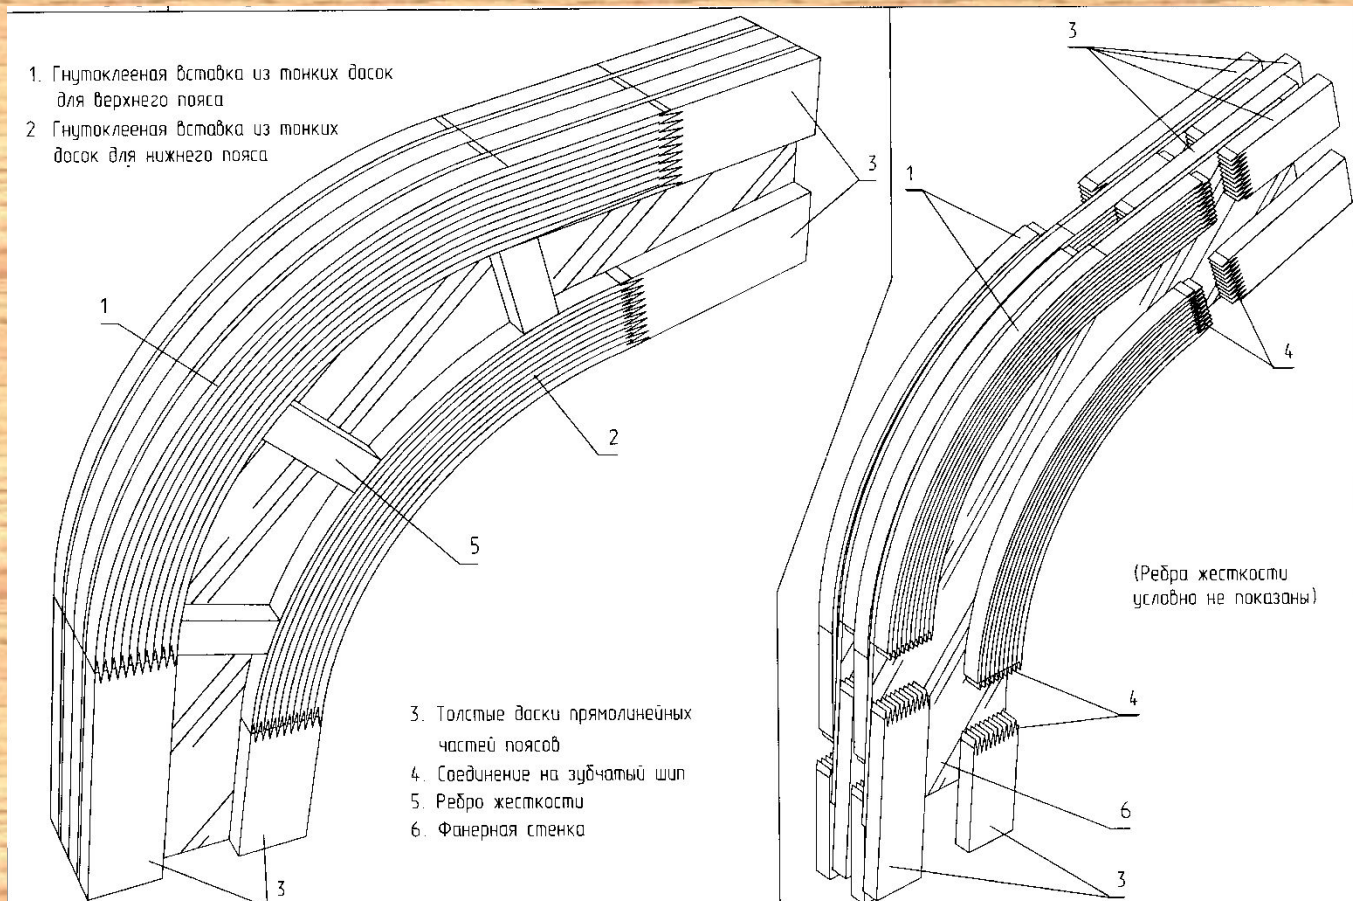 1. Гнутоклееная вставка из тонких досок
для верхнего пояса
2 Гнутоклееная вставка из тонких
досок для нижнего пояса
3
1
2
5
3
3. Толстые доски прямолинейных
частей поясов
4. Соединение на зубчатый шип
5. Ребро жесткости
6. Фанерная стенка
3
1
4
(Ребра жесткости
условно не показаны)
4
6
3